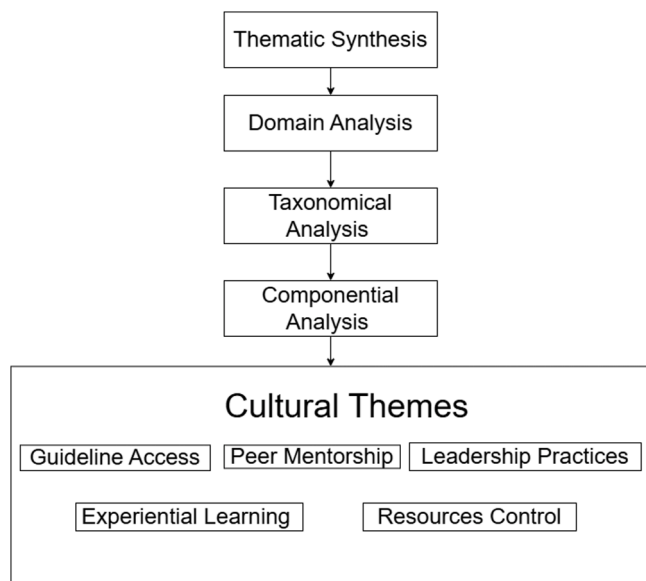 Thematic Synthesis
Domain Analysis
Taxonomical
Analysis
Componential
Analysis
Cultural Themes
Guideline Access
Peer Mentorship
Leadership Practices
Experiential Learning
Resources Control